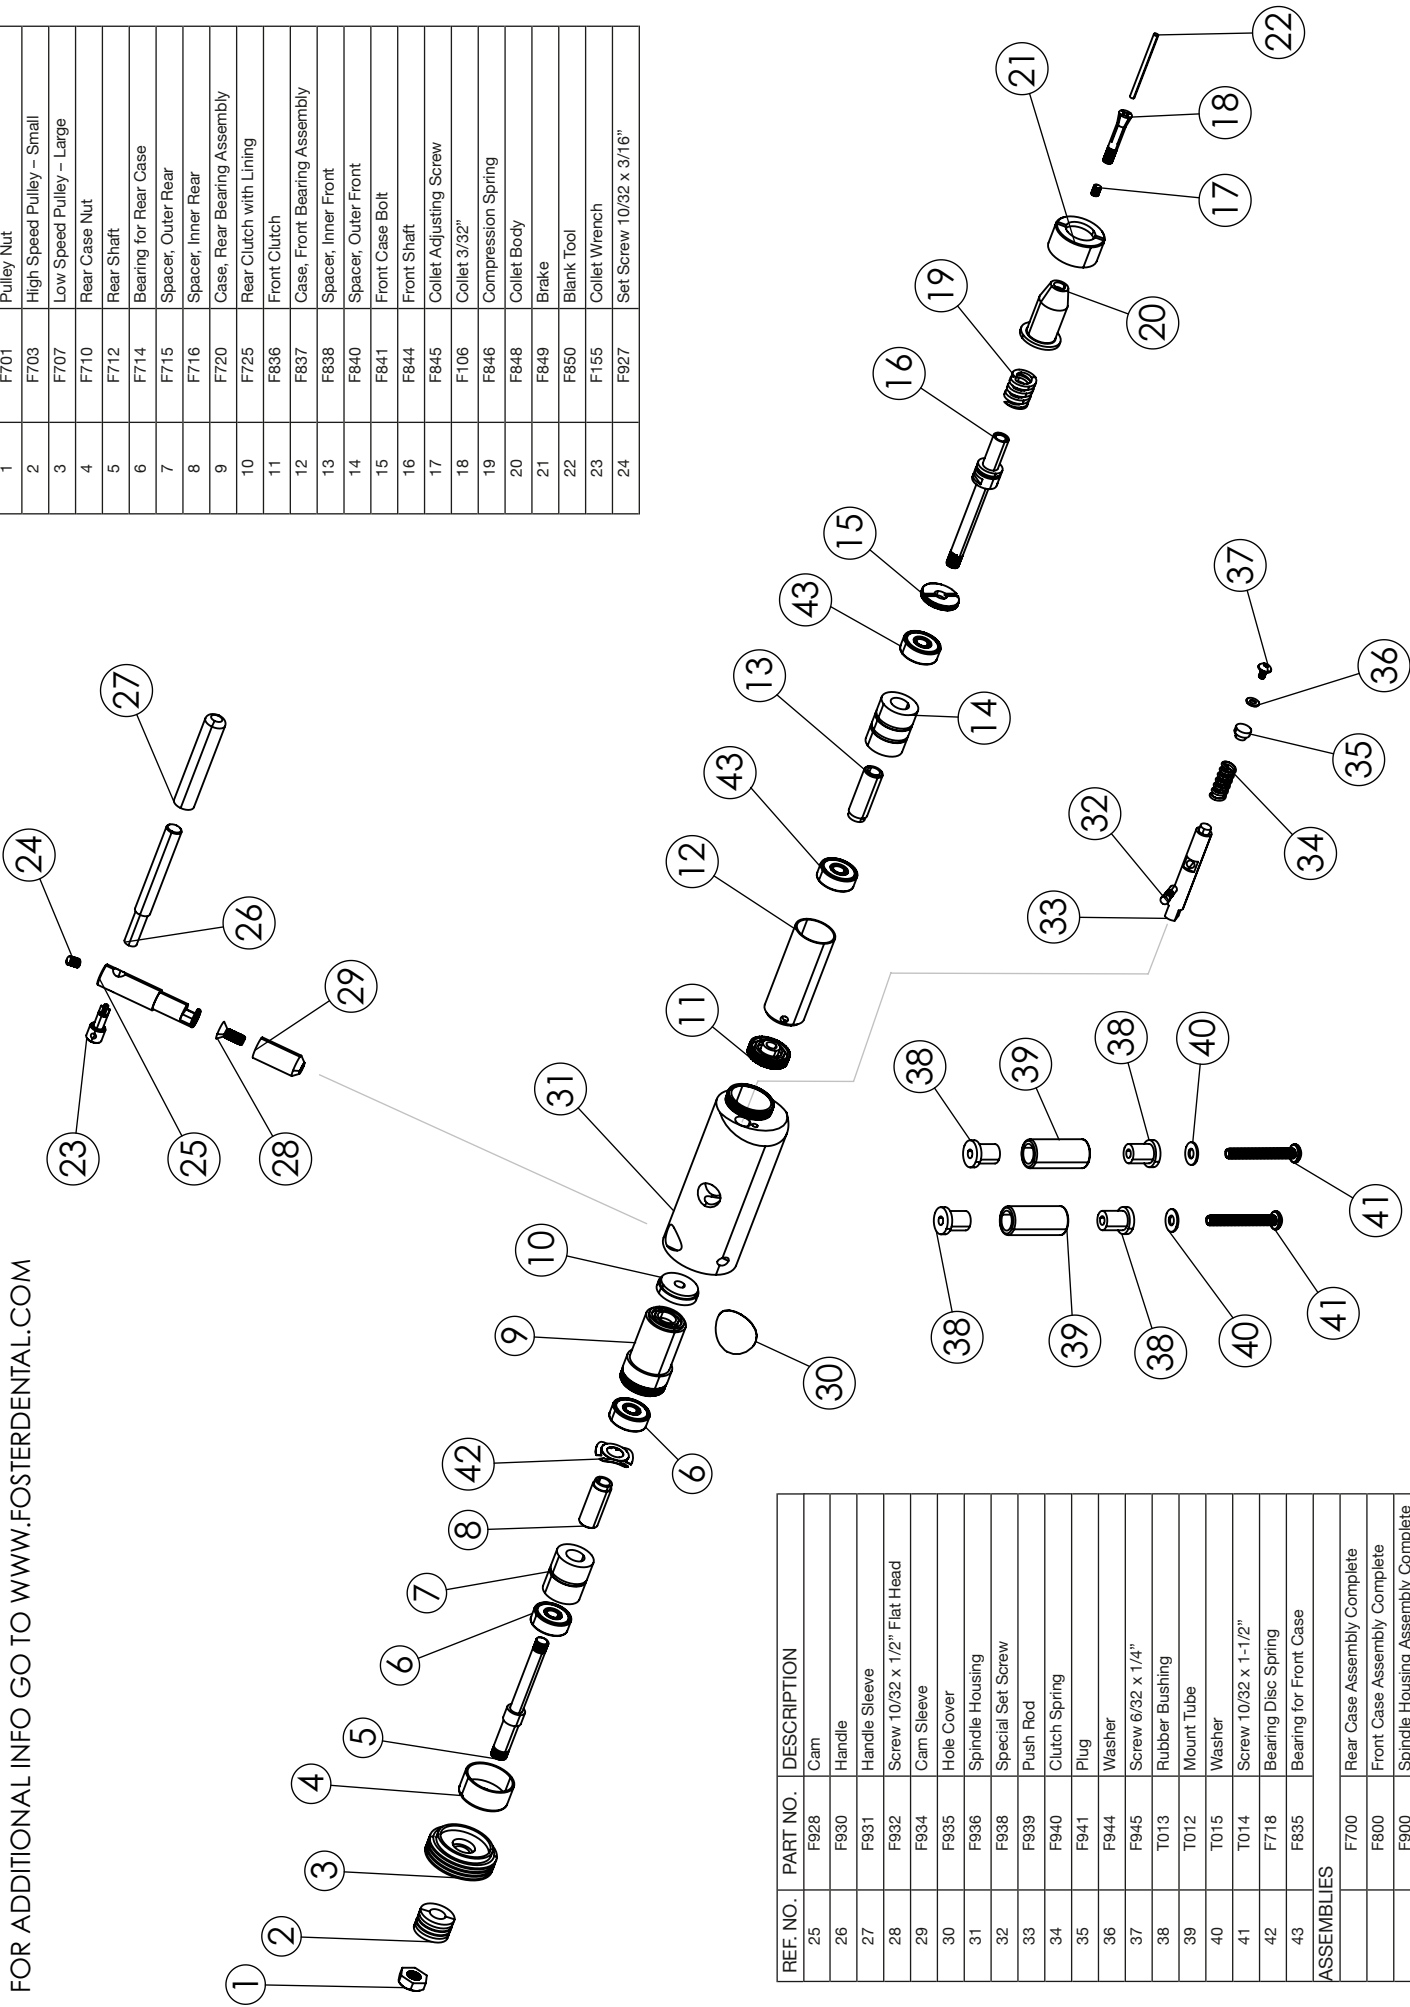 FOR ADDITIONAL INFO GO TO WWW.FOSTERDENTAL.COM
1 F701 Pulley Nut
2 F703 High Speed Pulley – Small
3 F707 Low Speed Pulley – Large
4 F710 Rear Case Nut
5 F712 Rear Shaft
6 F714 Bearing for Rear Case
7 F715 Spacer, Outer Rear
8 F716 Spacer, Inner Rear
9 F720 Case, Rear Bearing Assembly
10 F725 Rear Clutch with Lining
11 F836 Front Clutch
12 F837 Case, Front Bearing Assembly
13 F838 Spacer, Inner Front
14 F840 Spacer, Outer Front
15 F841 Front Case Bolt
16 F844 Front Shaft
17 F845 Collet Adjusting Screw
18 F106 Collet 3/32”
19 F846 Compression Spring
20 F848 Collet Body
21 F849 Brake
22 F850 Blank Tool
23 F155 Collet Wrench
24 F927 Set Screw 10/32 x 3/16”
1
2
3
4
5
6
7
8
42
6
9
10
30
31
11
12
43
13
14
43
15
16
19
20
21
17
18
22
23
24
25
26
27
28
29
32
33
34
35
36
37
38
38
39
39
38
38
40
40
41
41
REF. NO. PART NO. DESCRIPTION
25 F928 Cam
26 F930 Handle
27 F931 Handle Sleeve
28 F932 Screw 10/32 x 1/2” Flat Head
29 F934 Cam Sleeve
30 F935 Hole Cover
31 F936 Spindle Housing
32 F938 Special Set Screw
33 F939 Push Rod
34 F940 Clutch Spring
35 F941 Plug
36 F944 Washer
37 F945 Screw 6/32 x 1/4”
38 T013 Rubber Bushing
39 T012 Mount Tube
40 T015 Washer
41 T014 Screw 10/32 x 1-1/2”
42 F718 Bearing Disc Spring
43 F835 Bearing for Front Case
ASSEMBLIES
F700 Rear Case Assembly Complete
F800 Front Case Assembly Complete
F900 Spindle Housing Assembly Complete